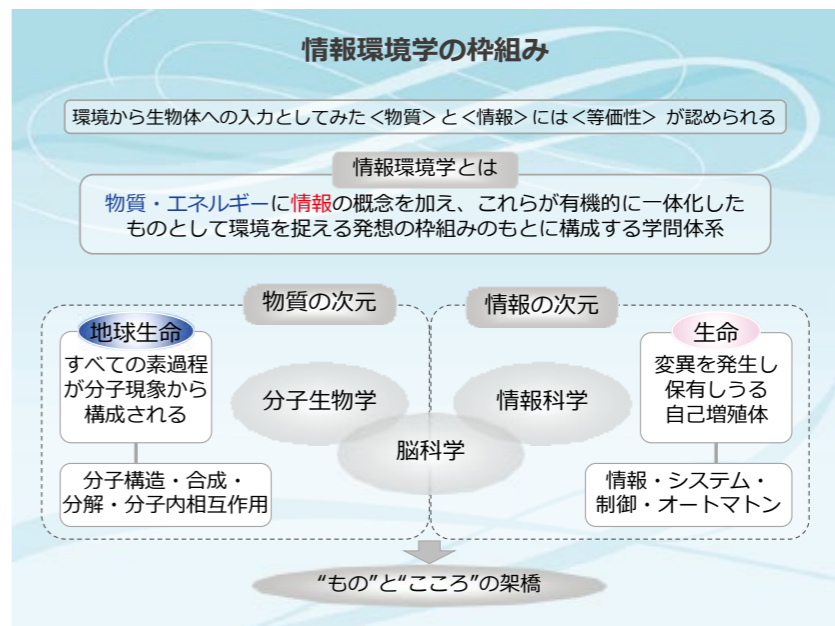 情報環境学の枠組み
環境から生物体への入力としてみた<物質>と<情報>には<等価性> が認められる
情報環境学とは
物質・エネルギーに情報の概念を加え、これらが有機的に一体化した
ものとして環境を捉える発想の枠組みのもとに構成する学問体系
物質の次元
情報の次元
地球生命
すべての素過程
が分子現象から
構成される
分子構造・合成・
分解・分子内相互作用
分子生物学
脳科学
情報科学
生命
変異を発生し
保有しうる
自己増殖体
情報・システム・
制御・オートマトン
“もの”と“こころ”の架橋